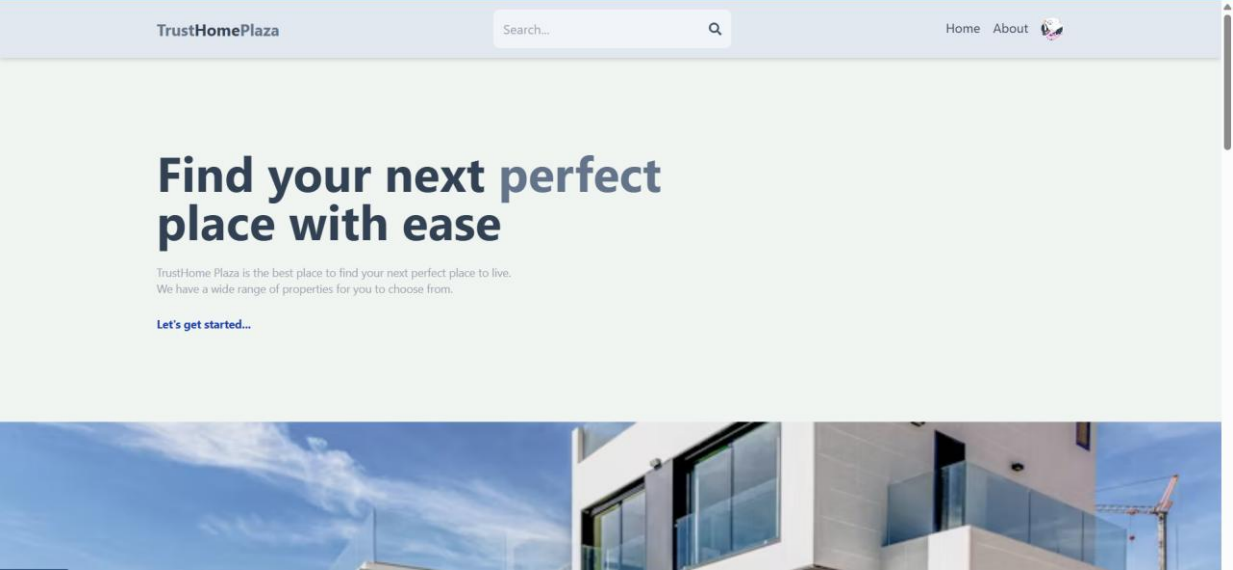 TrustHomePlaza
Search...
Home About
Find your next perfect
place with ease
TrustHome Plaza is the best place to find your next perfect place to live.
We have a wide range of properties for you to choose from.
Let's get started...